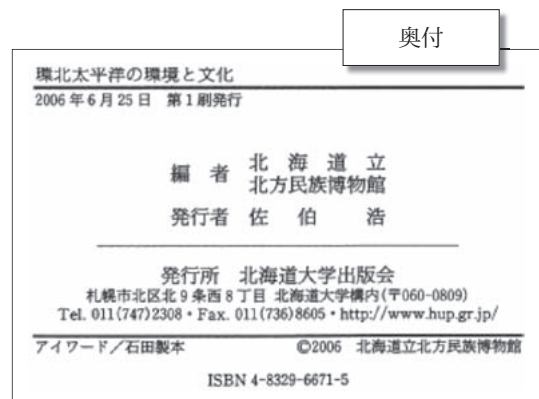 奥付
環北太平洋の環境と文化
2006年6月25日 第1刷発行
編者 北海道立
北方民族博物館
発行者 佐伯浩
発行所 北海道大学出版会
札幌市北区北9条西8丁目 北海道大学構内(〒060-0809)
Tel. 011(747)2308・Fax. 011(736)8605・http://www.hup.gr.jp/
アイワード/石田製本 ©2006 北海道立北方民族博物館
ISBN 4-8329-6671-5